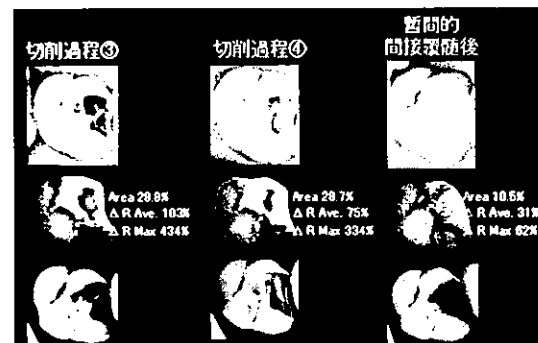 切削過程③
切削過程④
暫間的
間接覆髄後
Area 29.8%
Δ R Ave. 103%
Δ R Max 434%
Area 29.7%
Δ R Ave. 75%
Δ R Max 334%
Area 10.5%
Δ R Ave. 31%
Δ R Max 62%